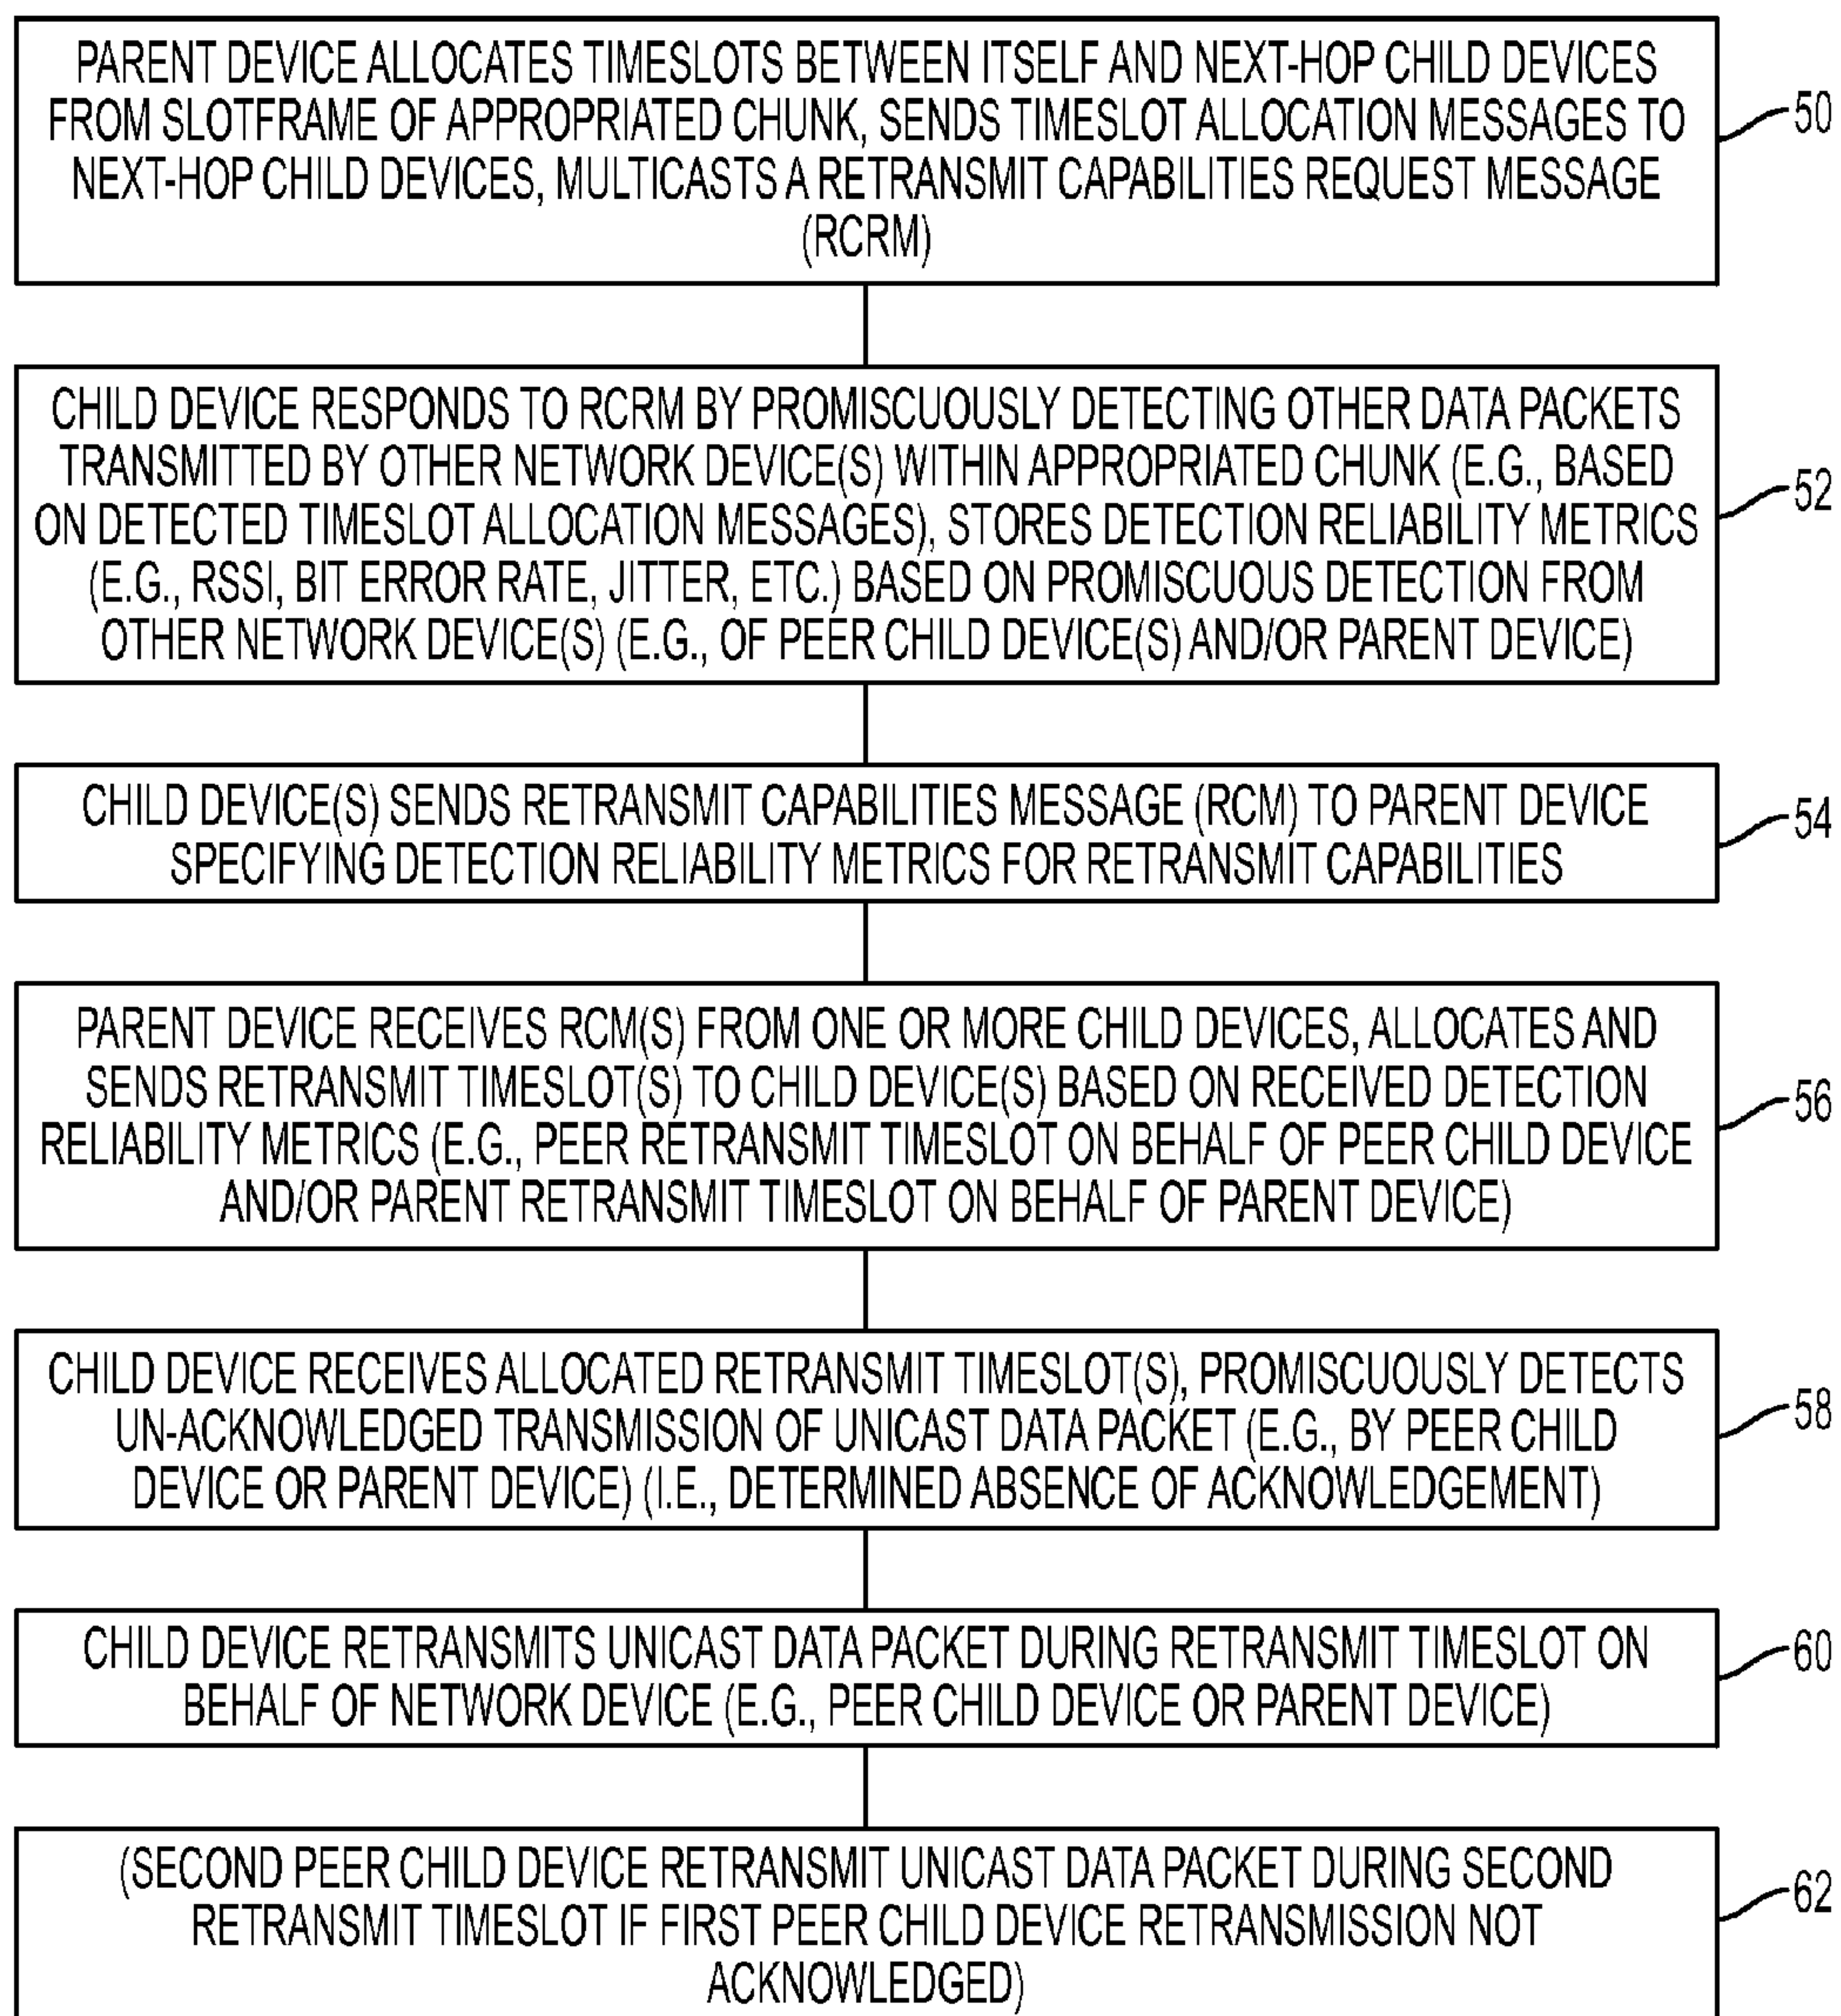 PARENT DEVICE ALLOCATES TIMESLOTS BETWEEN ITSELF AND NEXT-HOP CHILD DEVICES
FROM SLOTFRAME OF APPROPRIATED CHUNK, SENDS TIMESLOT ALLOCATION MESSAGES TO
NEXT-HOP CHILD DEVICES, MULTICASTS A RETRANSMIT CAPABILITIES REQUEST MESSAGE
(RCRM)
50
CHILD DEVICE RESPONDS TO RCRM BY PROMISCUOUSLY DETECTING OTHER DATA PACKETS
TRANSMITTED BY OTHER NETWORK DEVICE(S) WITHIN APPROPRIATED CHUNK (E.G., BASED
ON DETECTED TIMESLOT ALLOCATION MESSAGES), STORES DETECTION RELIABILITY METRICS
(E.G., RSSI, BIT ERROR RATE, JITTER, ETC.) BASED ON PROMISCUOUS DETECTION FROM
OTHER NETWORK DEVICE(S) (E.G., OF PEER CHILD DEVICE(S) AND/OR PARENT DEVICE)
52
CHILD DEVICE(S) SENDS RETRANSMIT CAPABILITIES MESSAGE (RCM) TO PARENT DEVICE
SPECIFYING DETECTION RELIABILITY METRICS FOR RETRANSMIT CAPABILITIES
54
PARENT DEVICE RECEIVES RCM(S) FROM ONE OR MORE CHILD DEVICES, ALLOCATES AND
SENDS RETRANSMIT TIMESLOT(S) TO CHILD DEVICE(S) BASED ON RECEIVED DETECTION
RELIABILITY METRICS (E.G., PEER RETRANSMIT TIMESLOT ON BEHALF OF PEER CHILD DEVICE
AND/OR PARENT RETRANSMIT TIMESLOT ON BEHALF OF PARENT DEVICE)
56
CHILD DEVICE RECEIVES ALLOCATED RETRANSMIT TIMESLOT(S), PROMISCUOUSLY DETECTS
UN-ACKNOWLEDGED TRANSMISSION OF UNICAST DATA PACKET (E.G., BY PEER CHILD
DEVICE OR PARENT DEVICE) (I.E., DETERMINED ABSENCE OF ACKNOWLEDGEMENT)
58
CHILD DEVICE RETRANSMITS UNICAST DATA PACKET DURING RETRANSMIT TIMESLOT ON
BEHALF OF NETWORK DEVICE (E.G., PEER CHILD DEVICE OR PARENT DEVICE)
60
(SECOND PEER CHILD DEVICE RETRANSMIT UNICAST DATA PACKET DURING SECOND
RETRANSMIT TIMESLOT IF FIRST PEER CHILD DEVICE RETRANSMISSION NOT
ACKNOWLEDGED)
62